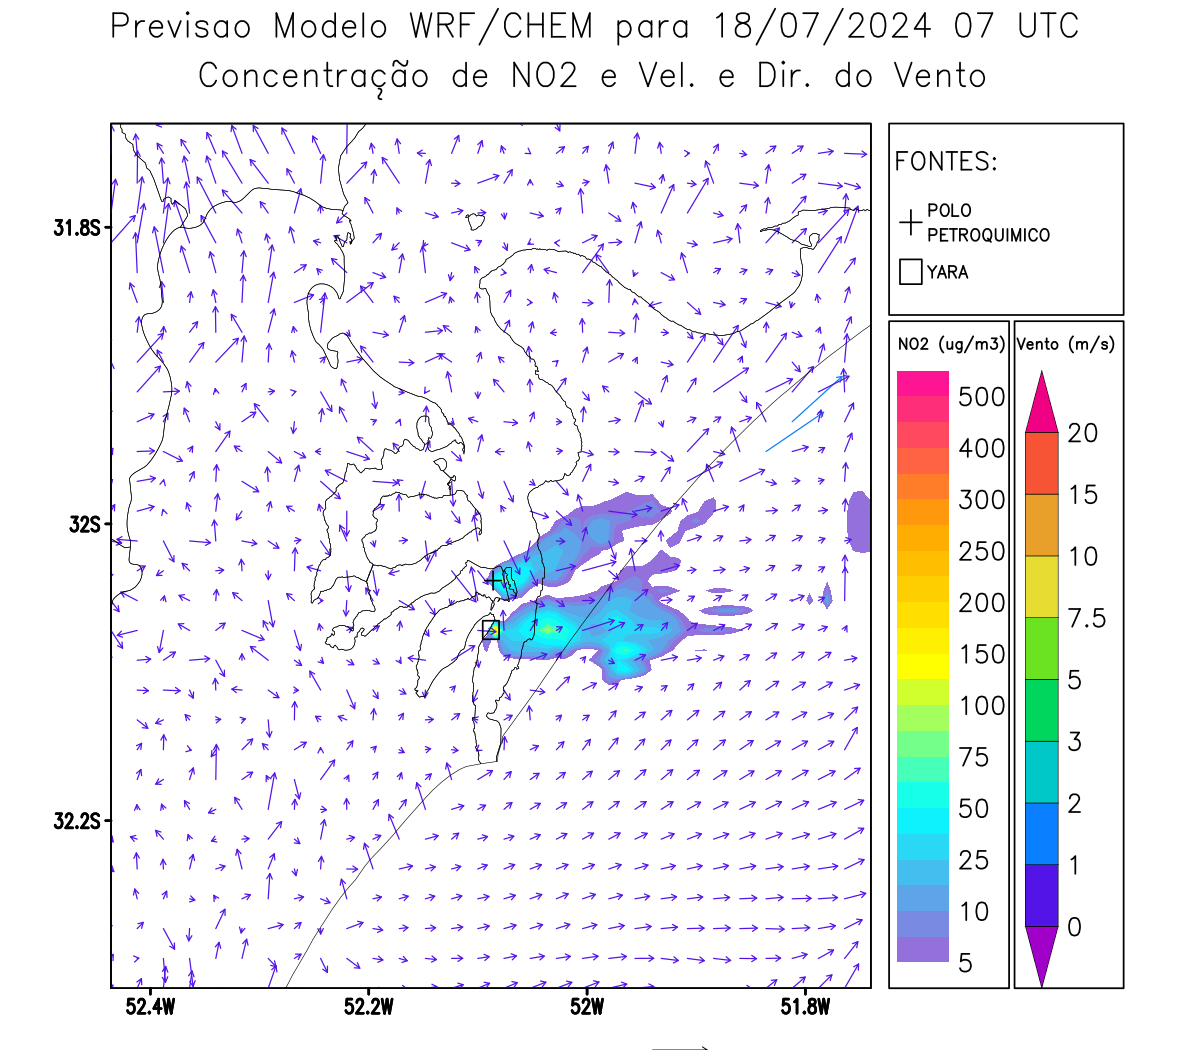 Previsao Modelo WRF/CHEM para 18/07/2024 07 UTC
Concentração de NO2 e Vel. e Dir. do Vento
FONTES:
POLO
PETROQUIMICO
YARA
NO2 (ug/m3)
500
400
300
250
200
150
100
75
50
25
10
5
Vento (m/s)
20
15
10
7.5
5
3
2
1
0
31.8S
32S
32.2S
52.4W
52.2W
52W
51.8W